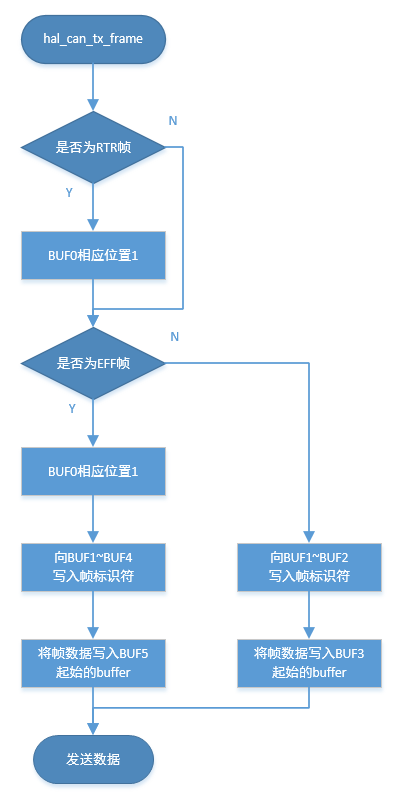 hal_can_tx_frame
是否为RTR帧
N
Y
BUF0相应位置1
是否为EFF帧
N
Y
BUF0相应位置1
向BUF1~BUF4
写入帧标识符
向BUF1~BUF2
写入帧标识符
将帧数据写入BUF5
起始的buffer
将帧数据写入BUF3
起始的buffer
发送数据